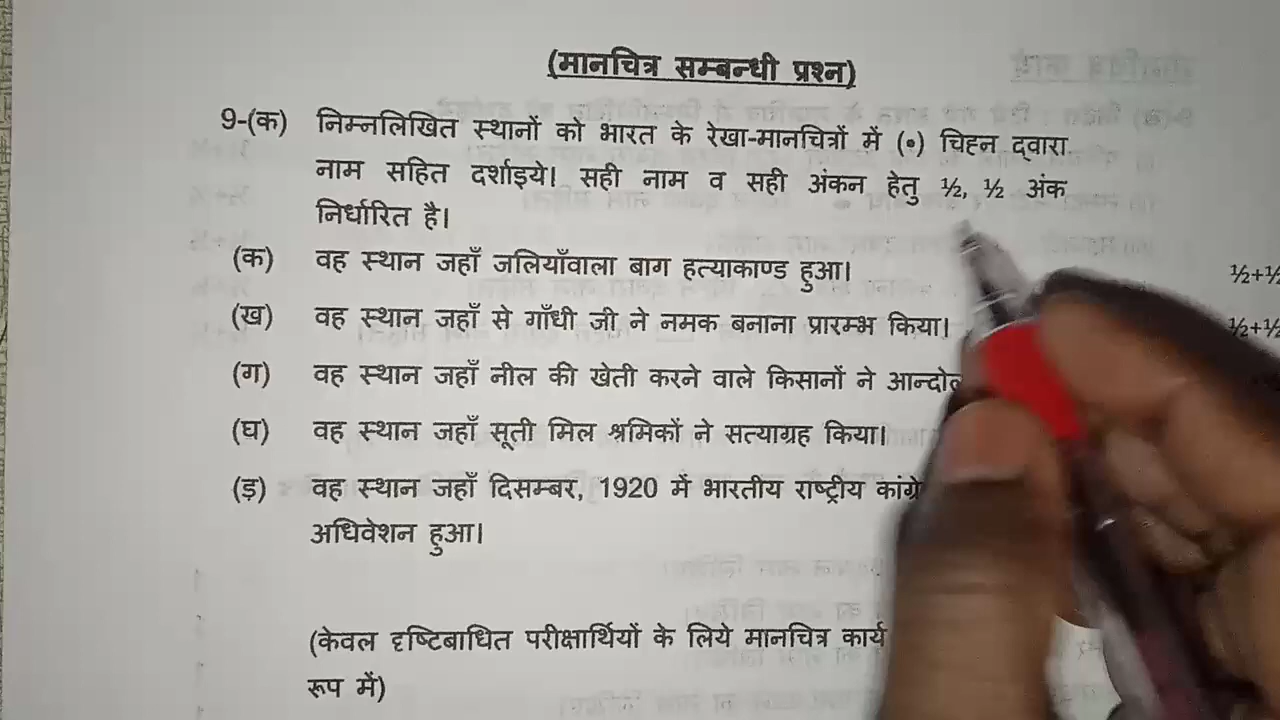 (मानचित्र सम्बन्धी प्रश्न)
9-(क) निम्नलिखित स्थानों को भारत के रेखा-मानचित्रों में (•) चिह्न द्वारा
नाम सहित दर्शाइये। सही नाम व सही अंकन हेतु ½, ½ अंक
निर्धारित है।
(क) वह स्थान जहाँ जलियाँवाला बाग हत्याकाण्ड हुआ। ½+½
(ख) वह स्थान जहाँ से गाँधी जी ने नमक बनाना प्रारम्भ किया। ½+½
(ग) वह स्थान जहाँ नील की खेती करने वाले किसानों ने
(घ) वह स्थान जहाँ सूती मिल श्रमिकों ने सत्याग्रह किया।
(ड़) वह स्थान जहाँ दिसम्बर, 1920 में भारतीय राष्ट्रीय
अधिवेशन हुआ।
(केवल दृष्टिबाधित परीक्षार्थियों के लिये मानचित्र कार्य
रूप में)